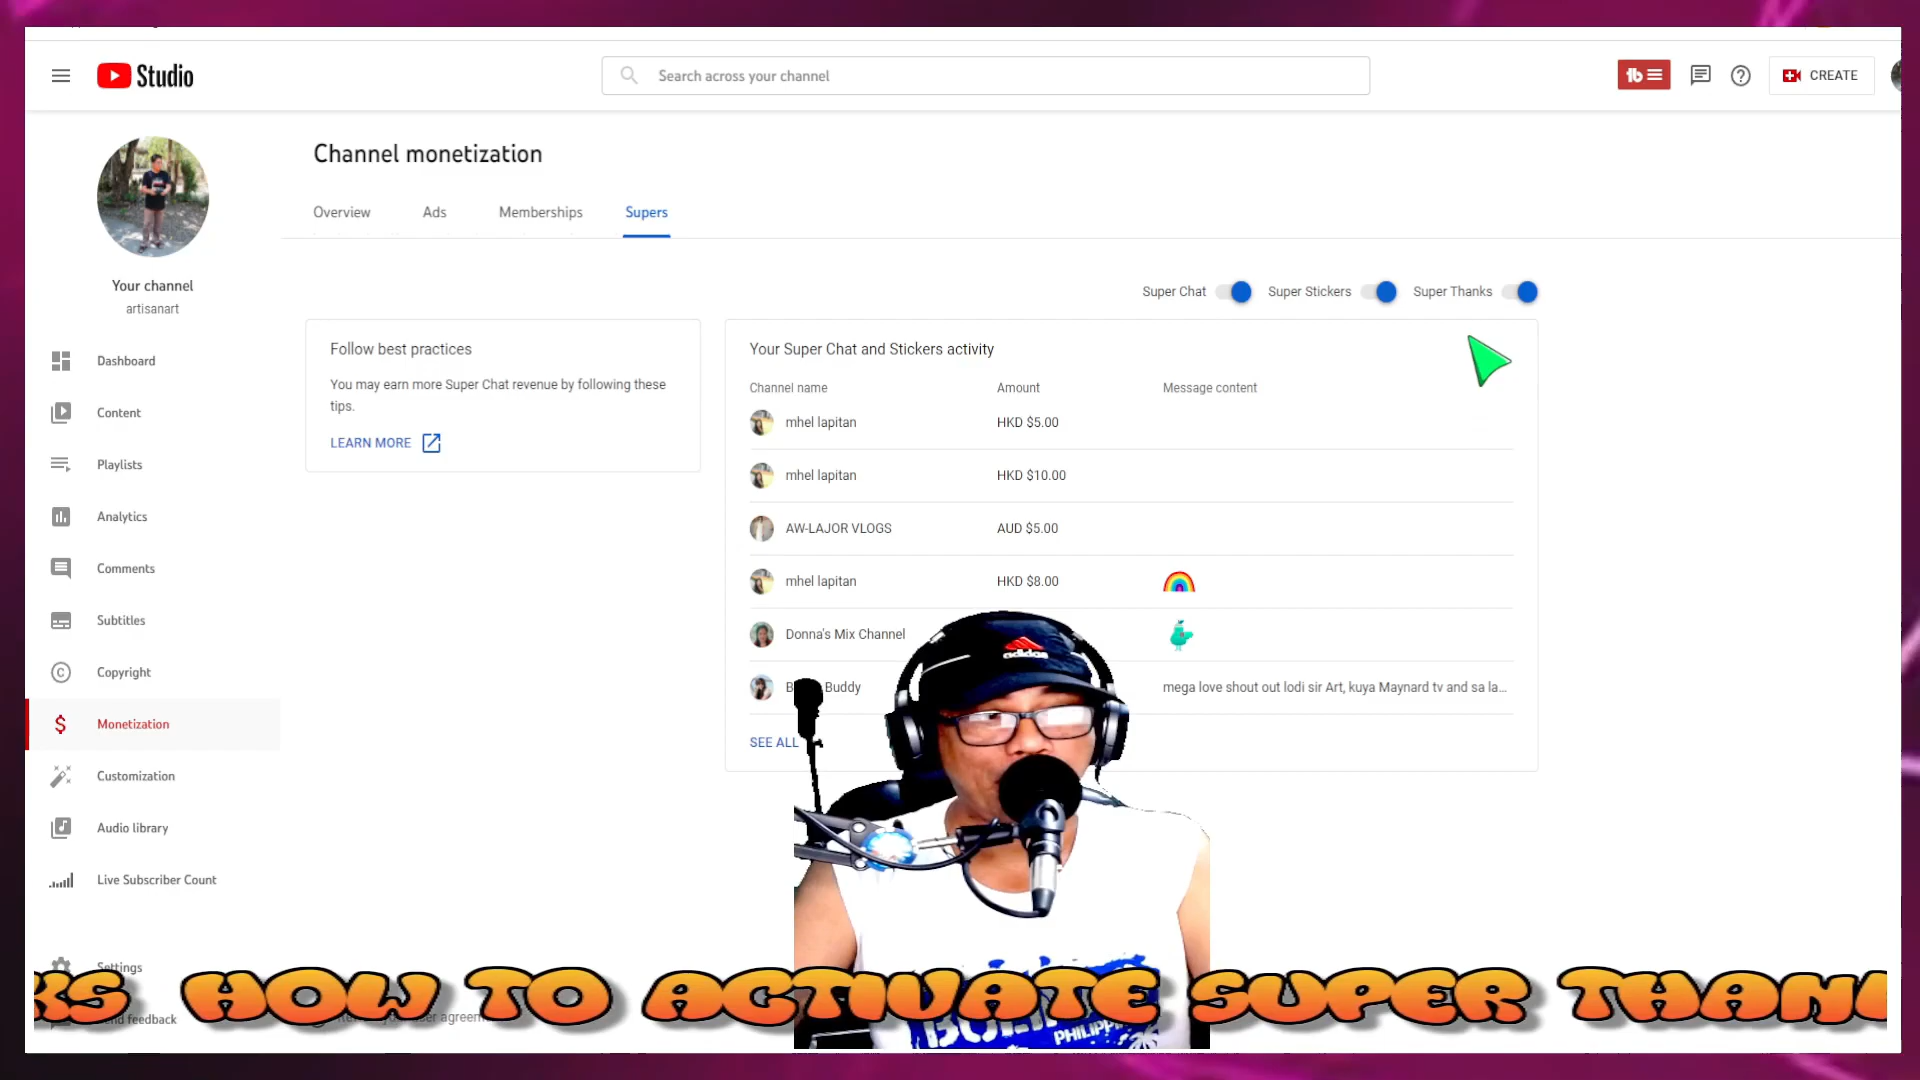 Studio
Search across your channel
CREATE
Channel monetization
Overview
Ads
Memberships
Supers
Your channel
artisanart
Super Chat
Super Stickers
Super Thanks
Dashboard
Content
Playlists
Analytics
Comments
Subtitles
Copyright
Monetization
Customization
Audio library
Live Subscriber Count
Settings
feedback
Follow best practices
You may earn more Super Chat revenue by following these
tips.
LEARN MORE
Your Super Chat and Stickers activity
Channel name Amount Message content
mhel lapitan HKD $5.00
mhel lapitan HKD $10.00
AW-LAJOR VLOGS AUD $5.00
mhel lapitan HKD $8.00
Donna's Mix Channel
Buddy mega love shout out lodi sir Art, kuya Maynard tv and sa la...
SEE ALL
adidas
KS HOW TO ACTIVATE SUPER THAN